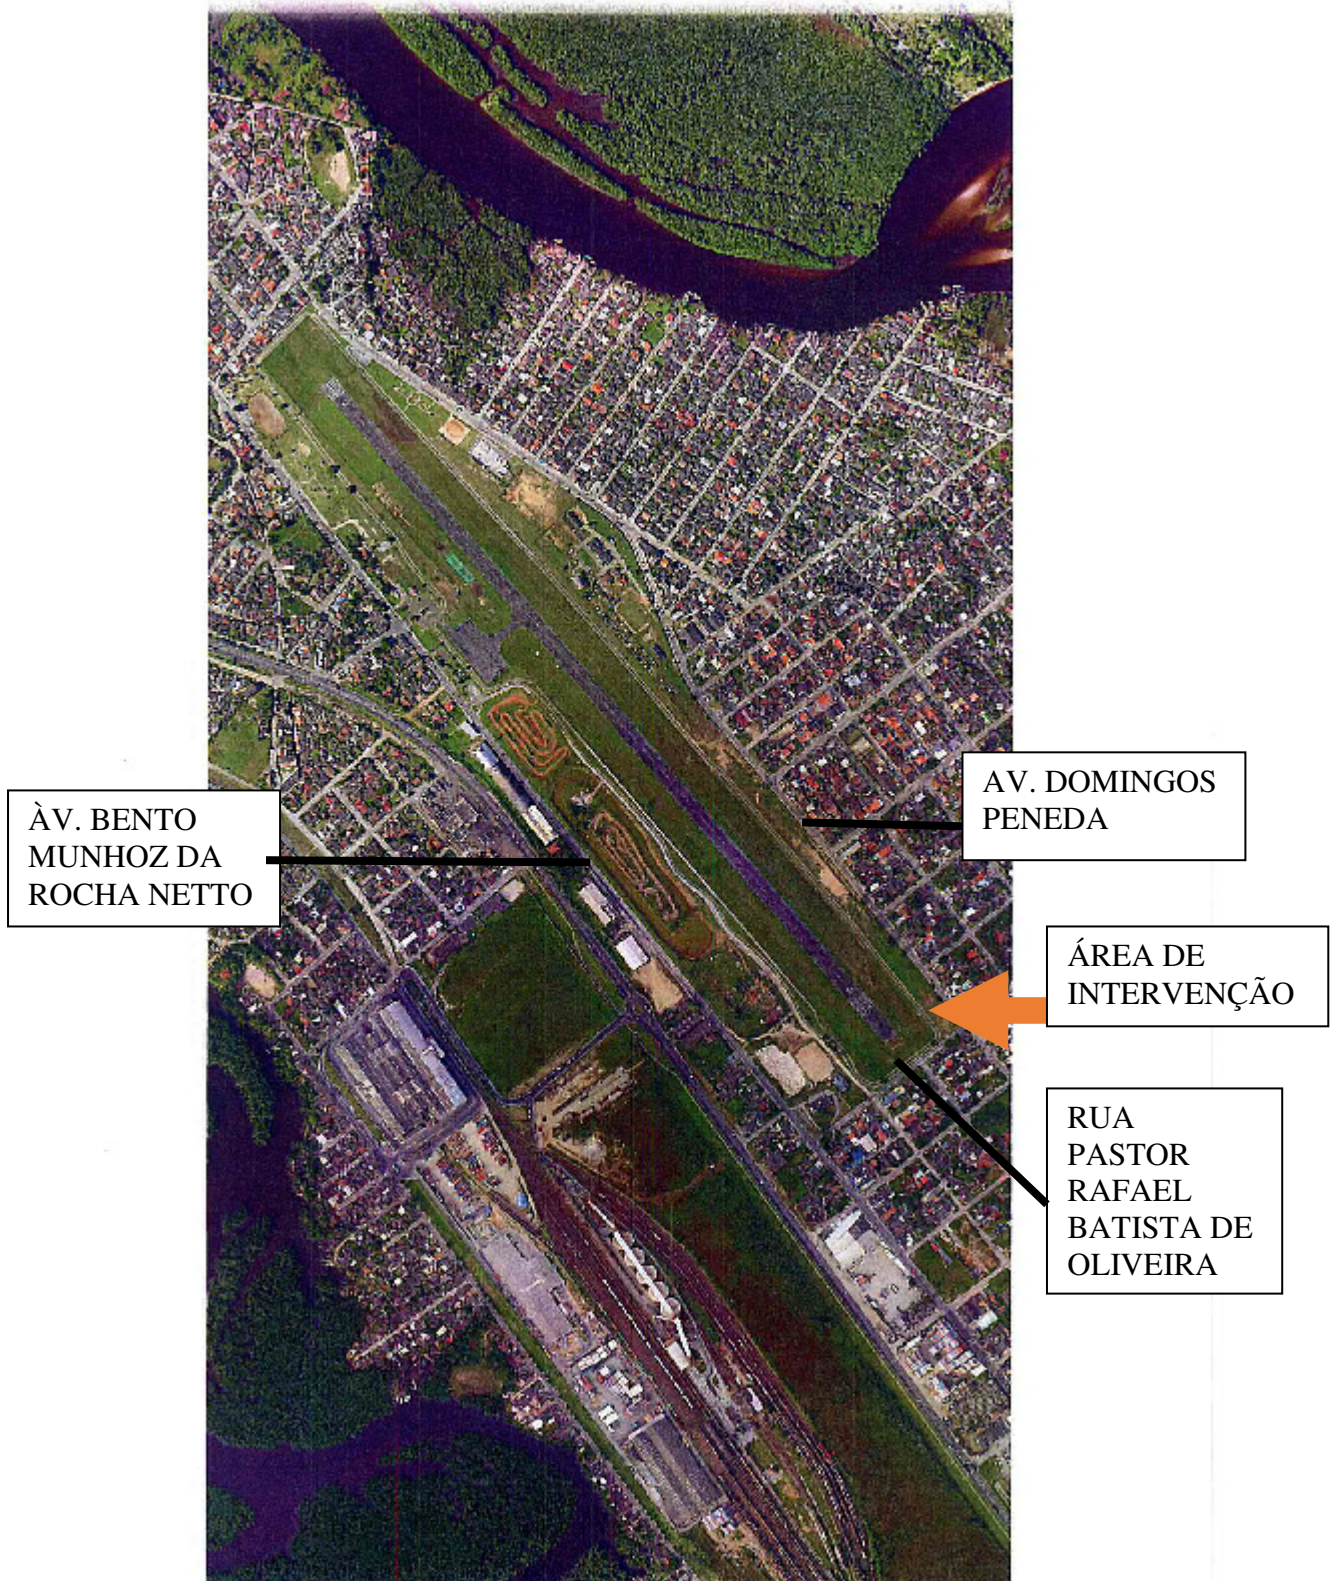 AV. DOMINGOS
PENEDA
ÀV. BENTO
MUNHOZ DA
ROCHA NETTO
ÁREA DE
INTERVENÇÃO
RUA
PASTOR
RAFAEL
BATISTA DE
OLIVEIRA